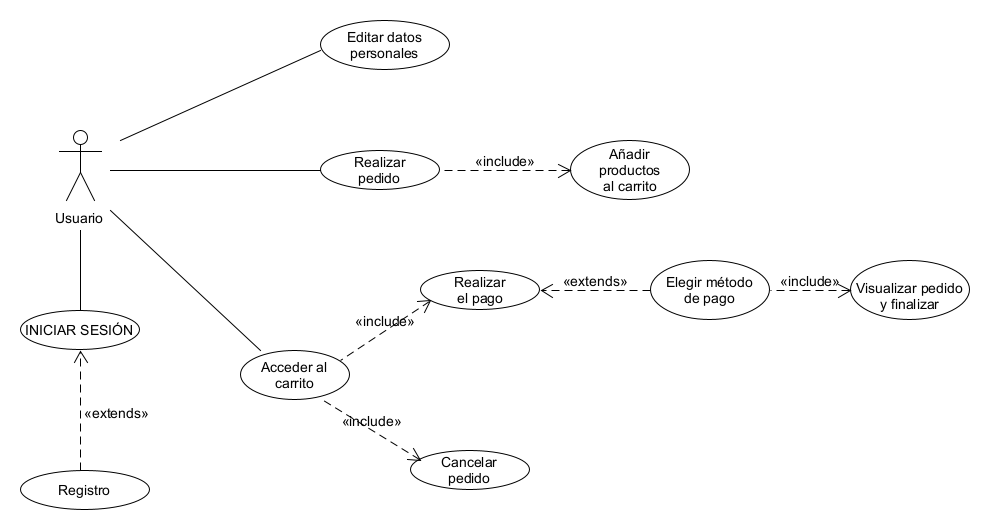 Editar datos
personales
Realizar
pedido
«include»
Añadir
productos
al carrito
Usuario
Realizar
el pago
«extends»
Elegir método
de pago
«include»
Visualizar pedido
y finalizar
«include»
INICIAR SESIÓN
Acceder al
carrito
«extends»
«include»
Cancelar
pedido
Registro